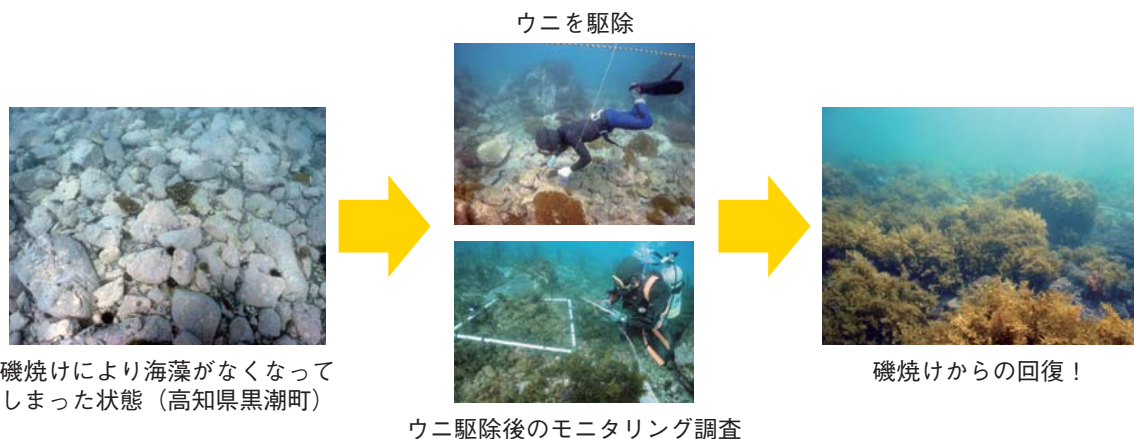 ウニを駆除
磯焼けにより海藻がなくなって
しまった状態（高知県黒潮町）
ウニ駆除後のモニタリング調査
磯焼けからの回復！